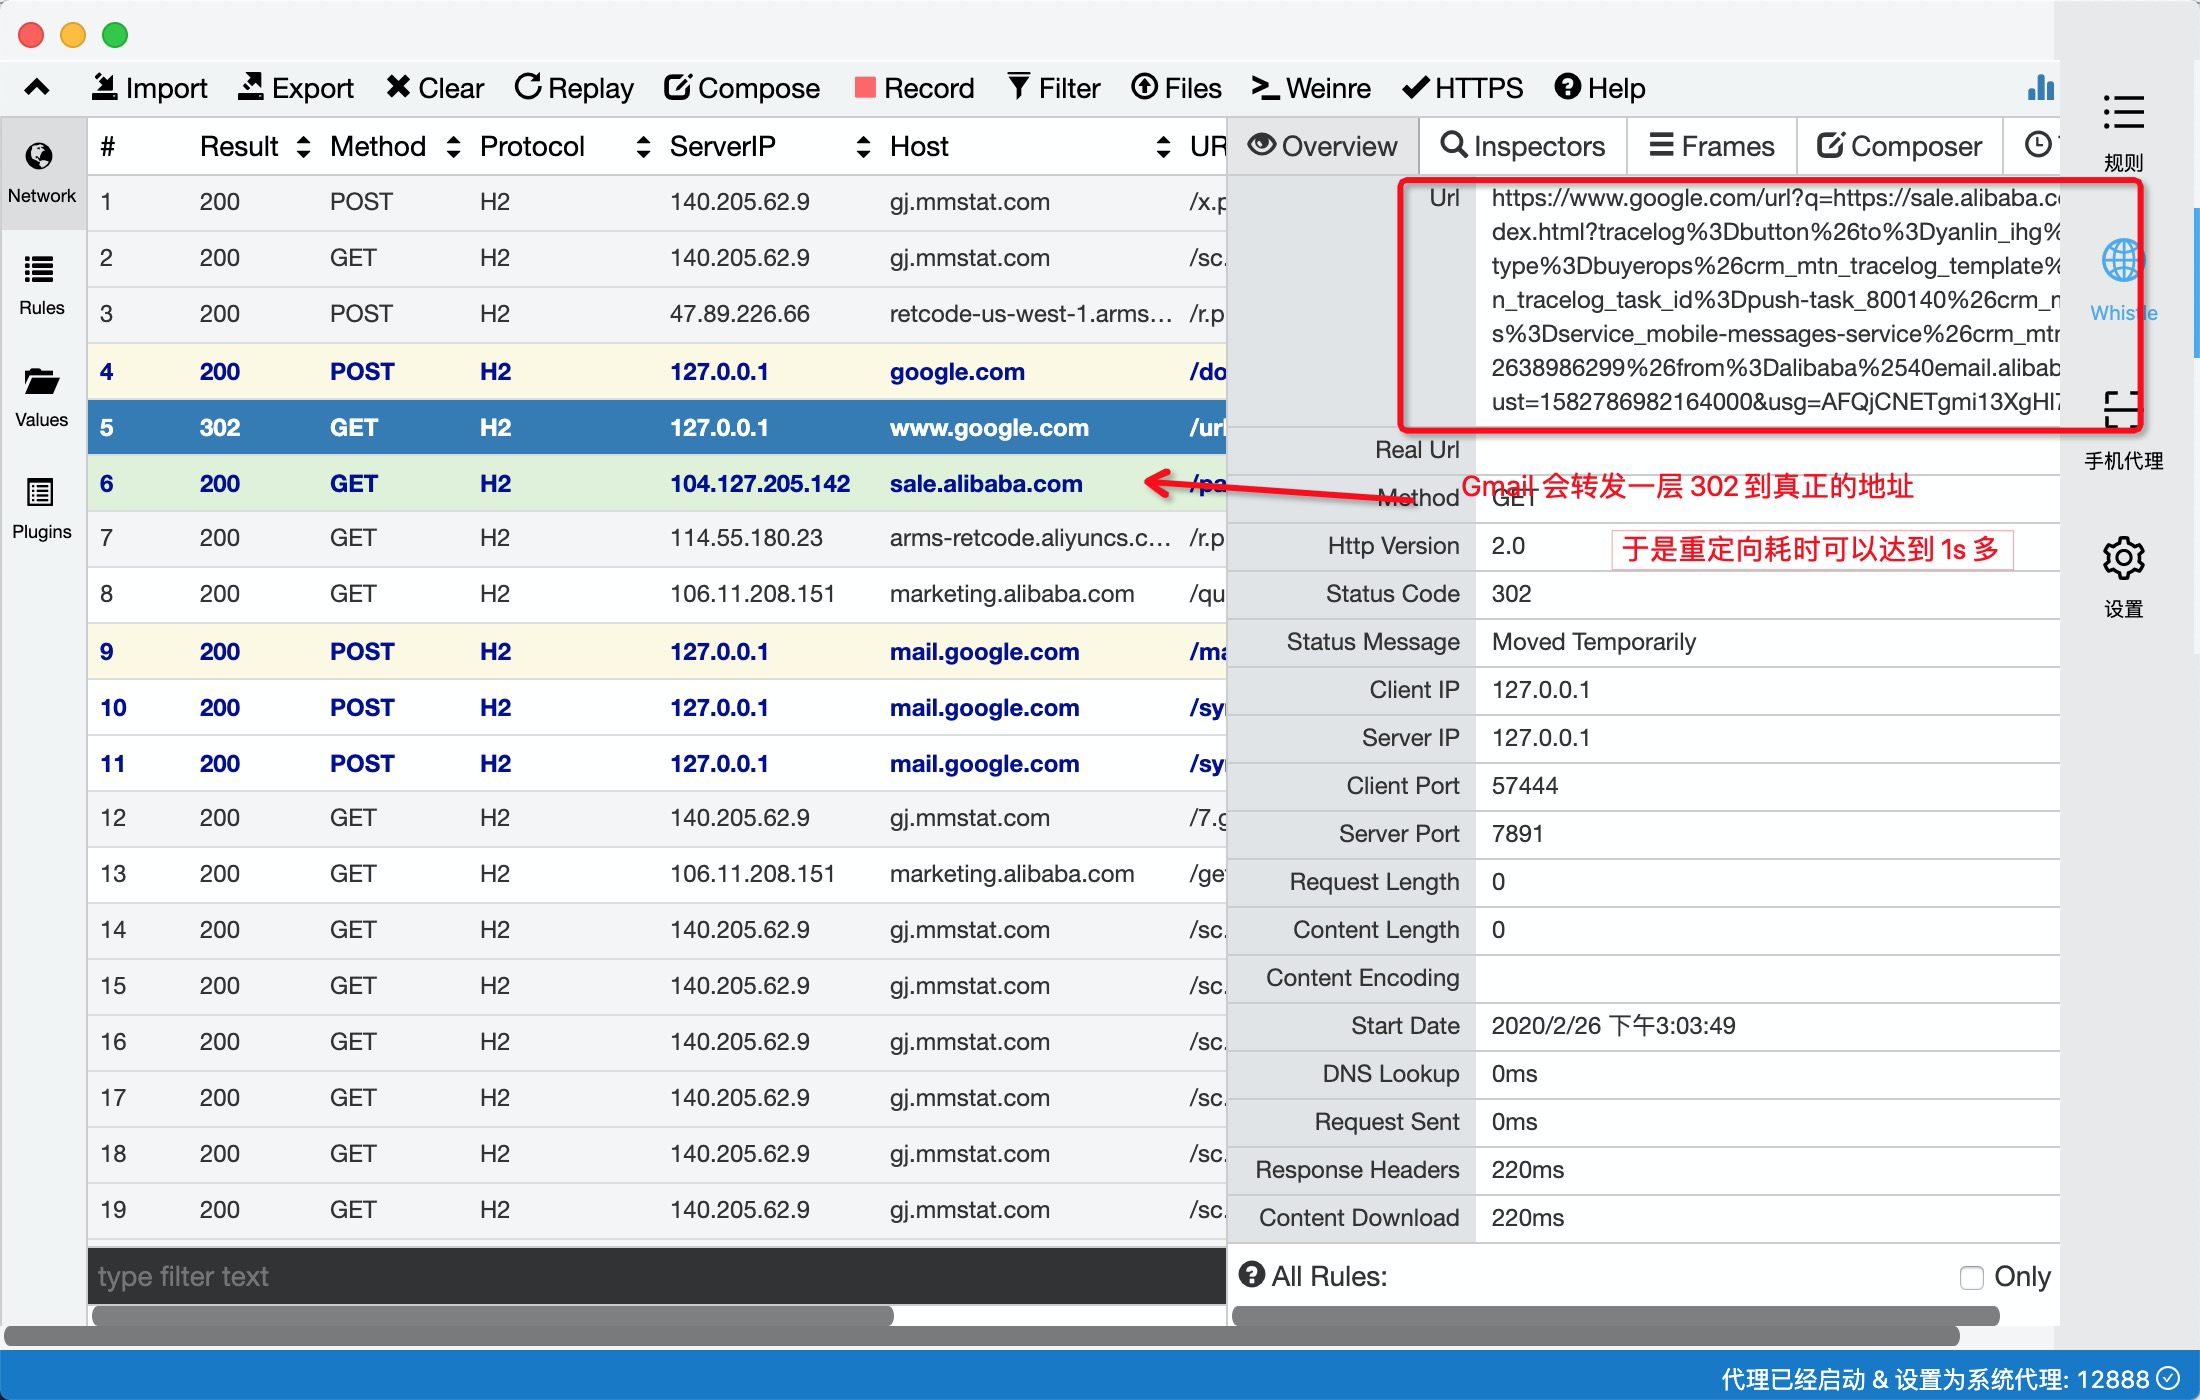 Import Export Clear Replay Compose Record Filter Files Weinre HTTPS Help
Network
Rules
Values
Plugins
# Result Method Protocol ServerIP Host UR
1 200 POST H2 140.205.62.9 gj.mmstat.com /x.p
2 200 GET H2 140.205.62.9 gj.mmstat.com /sc.
3 200 POST H2 47.89.226.66 retcode-us-west-1.arms... /r.p
4 200 POST H2 127.0.0.1 google.com /do
5 302 GET H2 127.0.0.1 www.google.com /url
6 200 GET H2 104.127.205.142 sale.alibaba.com /pa
7 200 GET H2 114.55.180.23 arms-retcode.aliyuncs.c... /r.p
8 200 GET H2 106.11.208.151 marketing.alibaba.com /qu
9 200 POST H2 127.0.0.1 mail.google.com /ma
10 200 POST H2 127.0.0.1 mail.google.com /syn
11 200 POST H2 127.0.0.1 mail.google.com /syn
12 200 GET H2 140.205.62.9 gj.mmstat.com /7.g
13 200 GET H2 106.11.208.151 marketing.alibaba.com /ge
14 200 GET H2 140.205.62.9 gj.mmstat.com /sc.
15 200 GET H2 140.205.62.9 gj.mmstat.com /sc.
16 200 GET H2 140.205.62.9 gj.mmstat.com /sc.
17 200 GET H2 140.205.62.9 gj.mmstat.com /sc.
18 200 GET H2 140.205.62.9 gj.mmstat.com /sc.
19 200 GET H2 140.205.62.9 gj.mmstat.com /sc.
type filter text
Overview Inspectors Frames Composer
Url https://www.google.com/url?q=https://sale.alibaba.c
dex.html?tracelog%3Dbutton%26to%3Dyanlin_ihg%
type%3Dbuyerops%26crm_mtn_tracelog_template%
n_tracelog_task_id%3Dpush-task_800140%26crm_n
s%3Dservice_mobile-messages-service%26crm_mtn
2638986299%26from%3Dalibaba%2540email.alibab
ust=1582786982164000&usg=AFQjCNETgmi13XgHI7
Real Url
Gmail 会转发一层 302 到真正的地址
Method GET
Http Version 2.0
于是重定向耗时可以达到 1s 多
Status Code 302
Status Message Moved Temporarily
Client IP 127.0.0.1
Server IP 127.0.0.1
Client Port 57444
Server Port 7891
Request Length 0
Content Length 0
Content Encoding
Start Date 2020/2/26 下午3:03:49
DNS Lookup 0ms
Request Sent 0ms
Response Headers 220ms
Content Download 220ms
All Rules: Only
规则
Whistle
手机代理
设置
代理已经启动 & 设置为系统代理: 12888